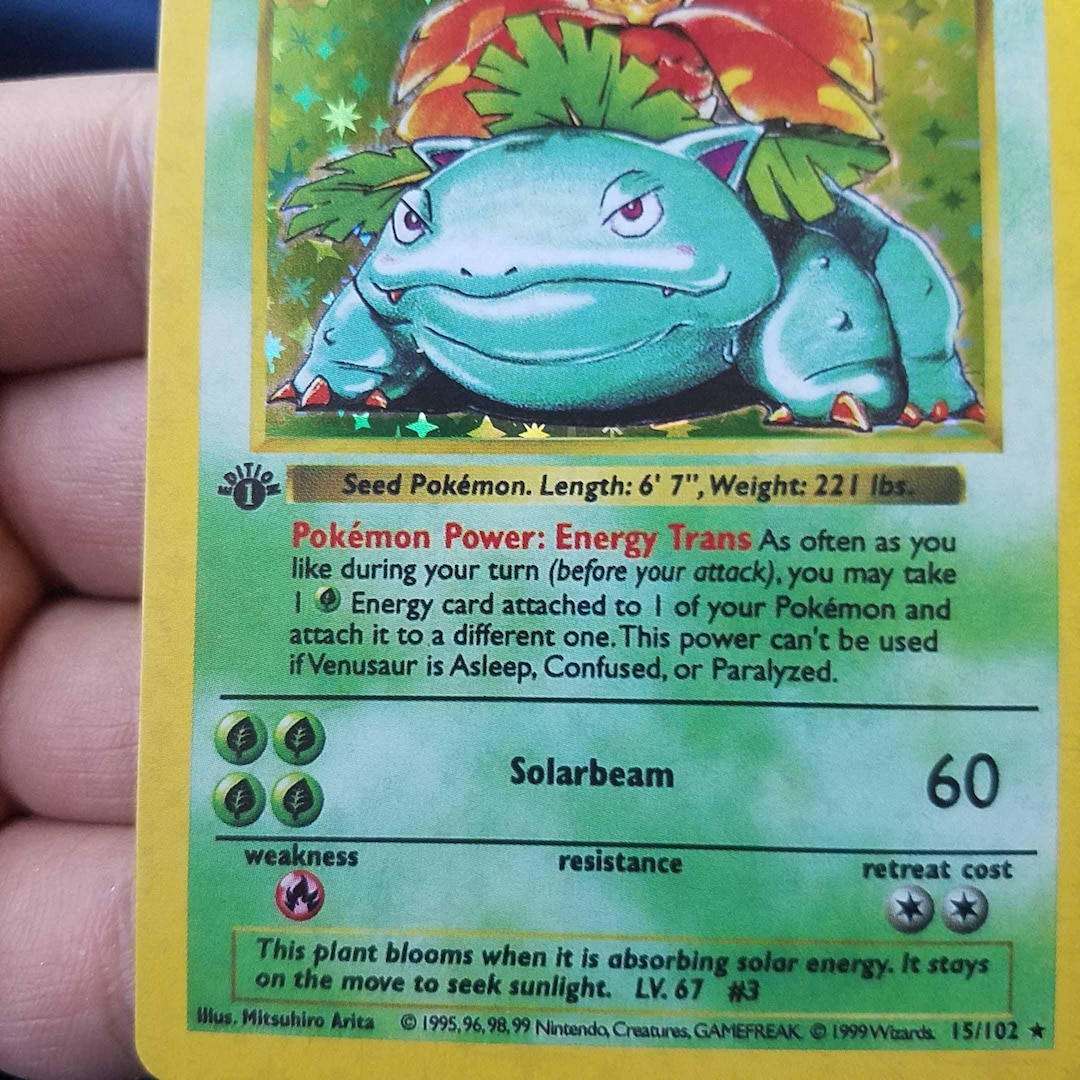 EDITION
1
Seed Pokémon. Length: 6' 7", Weight: 221 lbs.
Pokémon Power: Energy Trans As often as you
like during your turn (before your attack), you may take
1 Energy card attached to 1 of your Pokémon and
attach it to a different one. This power can't be used
if Venusaur is Asleep, Confused, or Paralyzed.
Solarbeam 60
weakness resistance retreat cost
This plant blooms when it is absorbing solar energy. It stays
on the move to seek sunlight. LV. 67 #3
Illus. Mitsuhiro Arita © 1995, 96, 98, 99 Nintendo, Creatures, GAMEFREAK. © 1999 Wizards. 15/102 ★